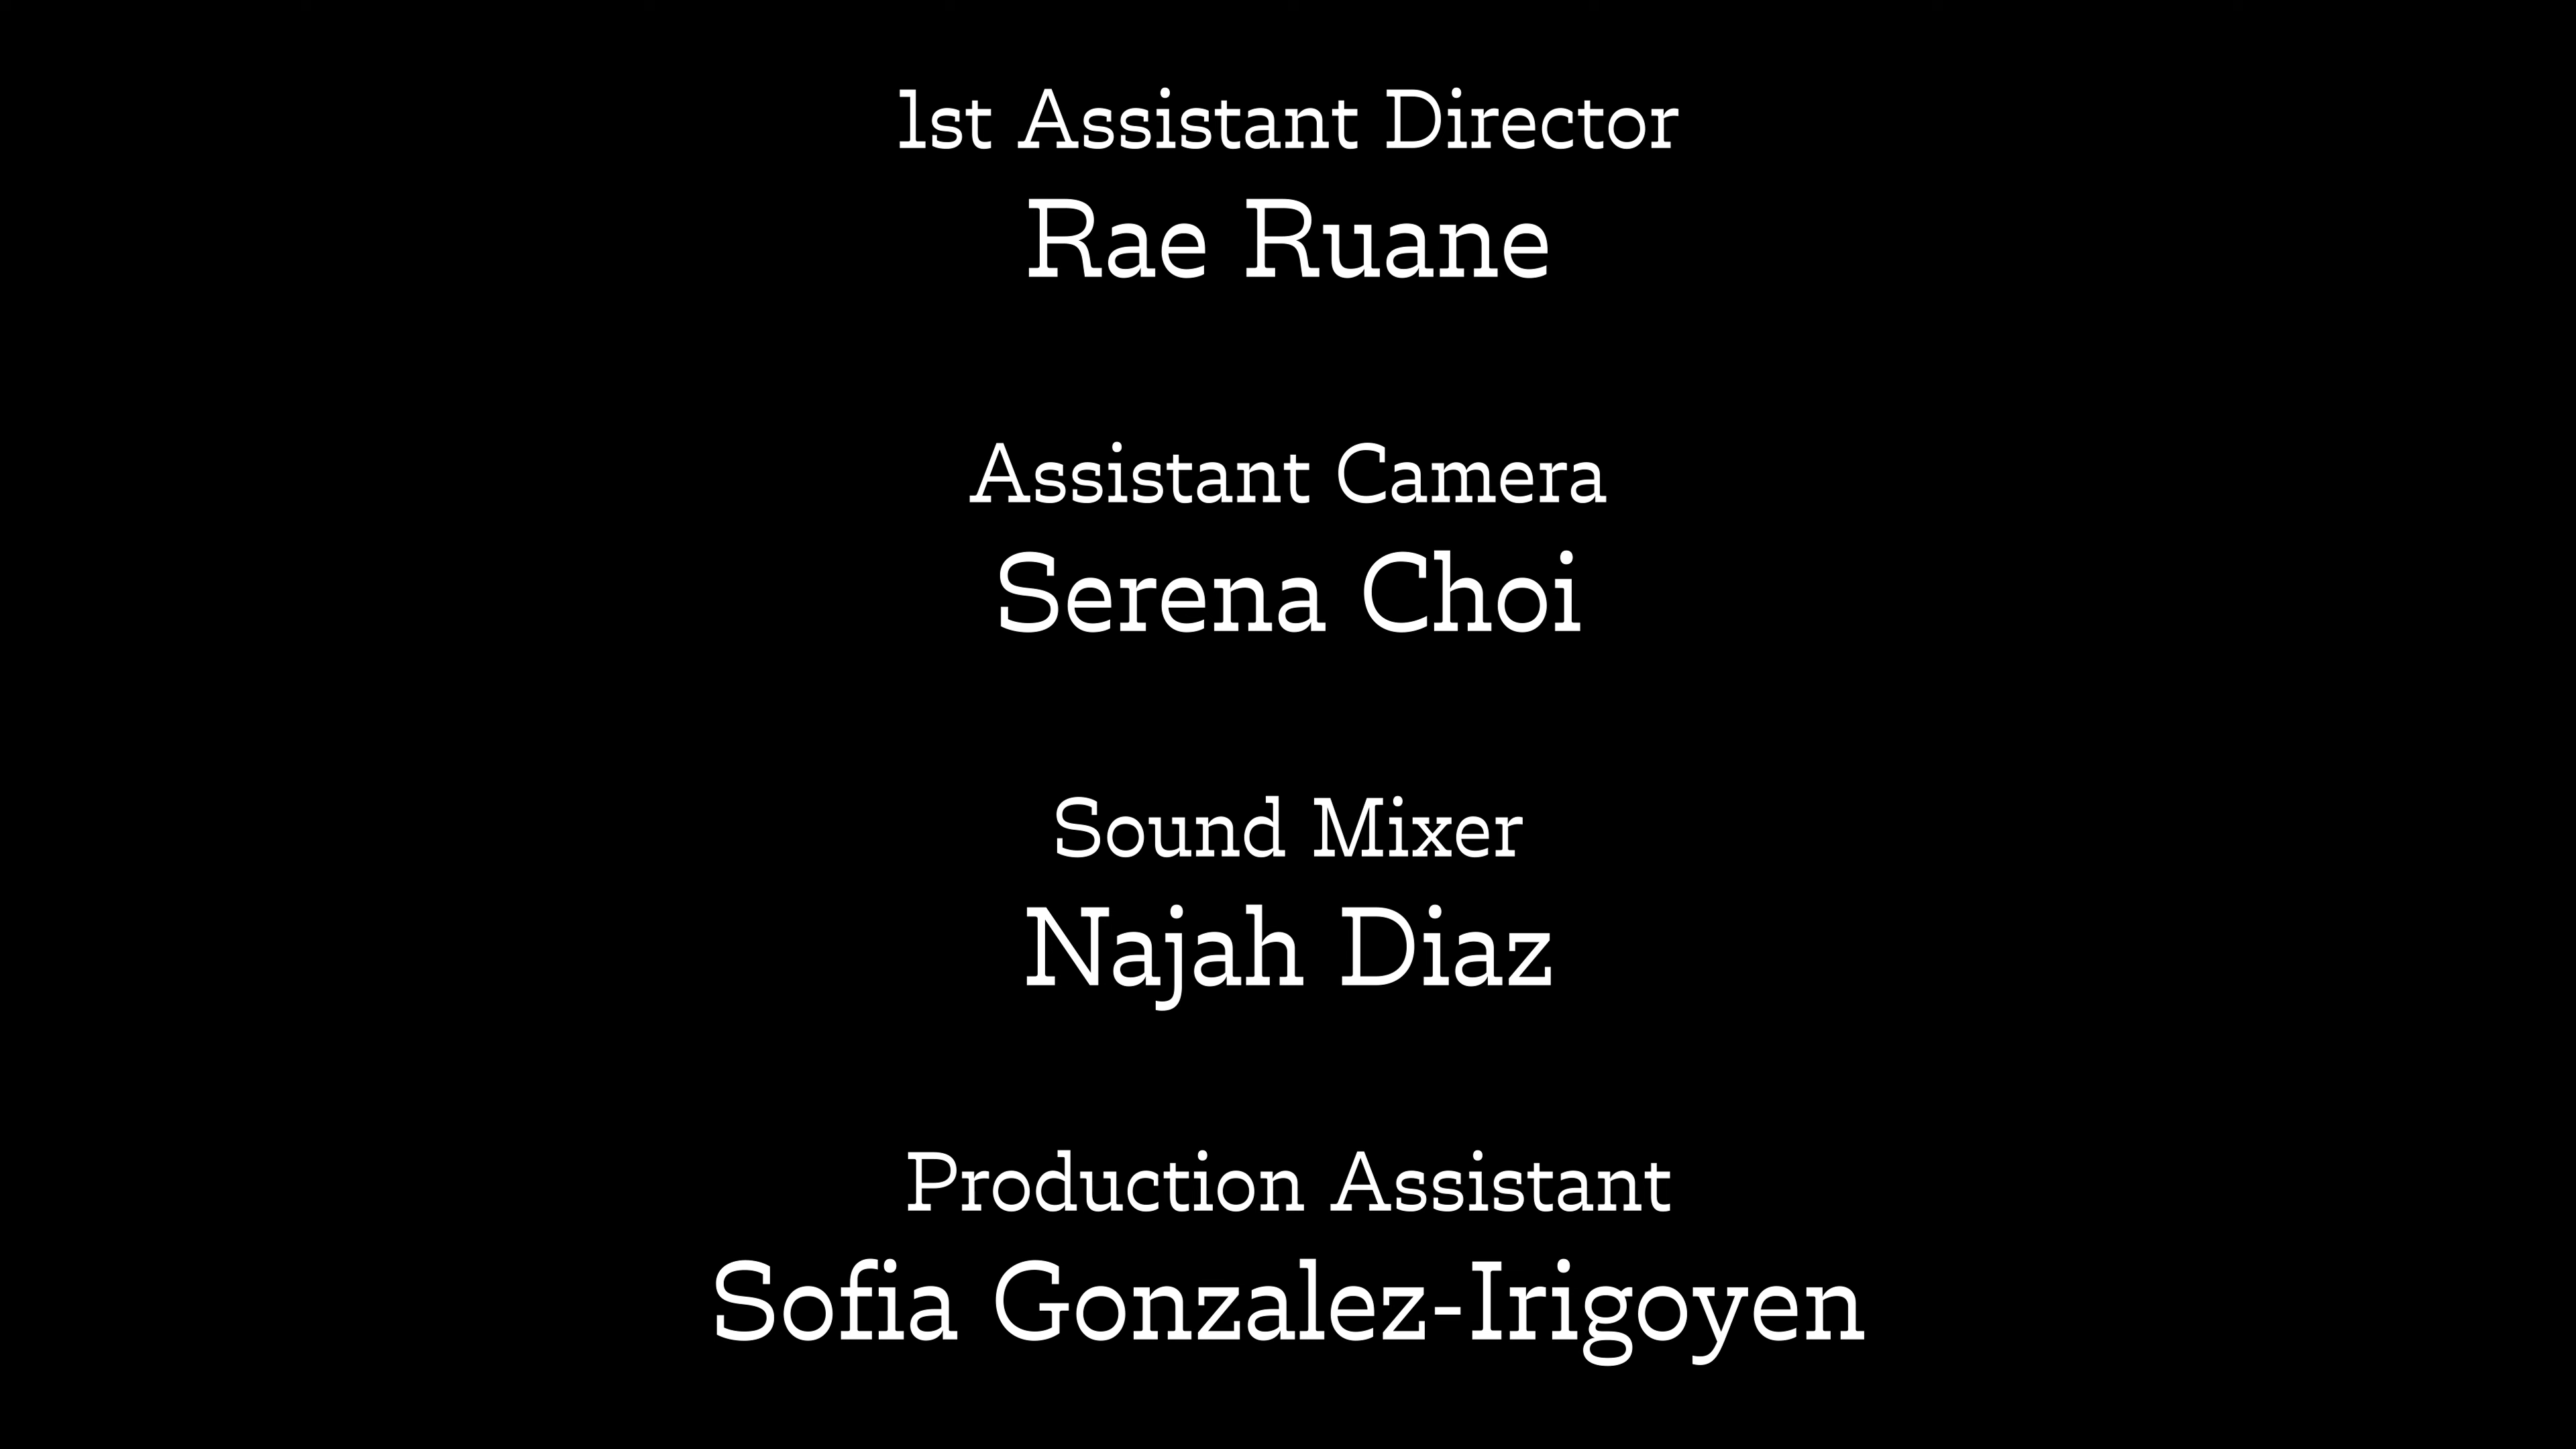 1st Assistant Director
Rae Ruane
Assistant Camera
Serena Choi
Sound Mixer
Najah Diaz
Production Assistant
Sofia Gonzalez-Irigoyen